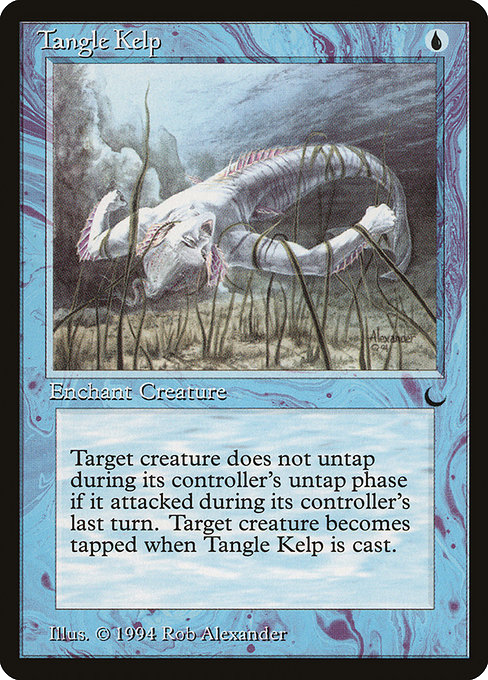 Tangle Kelp
Alexander
Enchant Creature
Target creature does not untap
during its controller's untap phase
if it attacked during its controller's
last turn. Target creature becomes
tapped when Tangle Kelp is cast.
Illus. © 1994 Rob Alexander